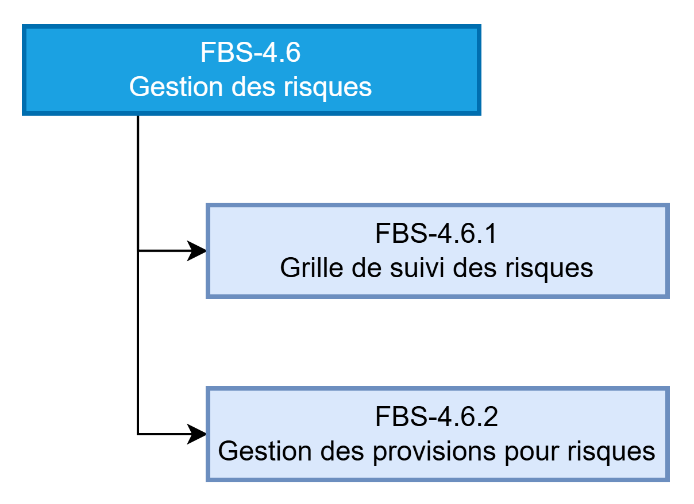 FBS-4.6
Gestion des risques
FBS-4.6.1
Grille de suivi des risques
FBS-4.6.2
Gestion des provisions pour risques